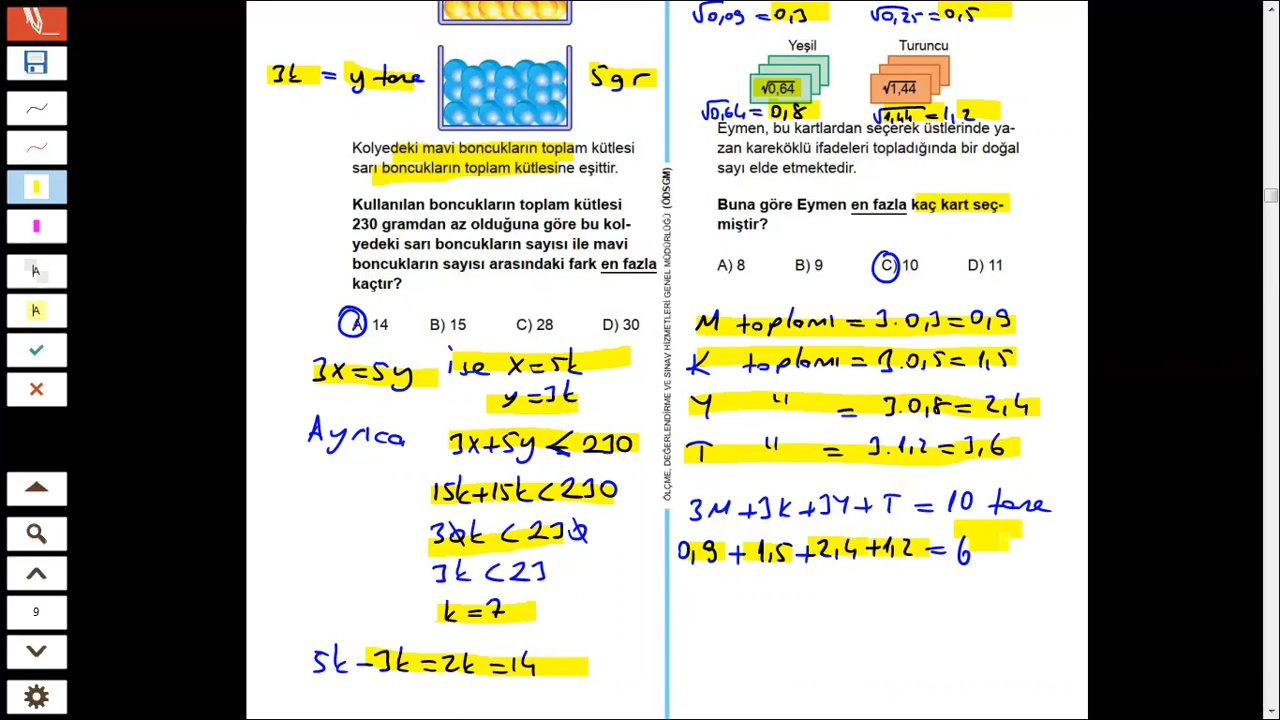 3k = y tane
5gr
Kolyedeki mavi boncukların toplam kütlesi
sarı boncukların toplam kütlesine eşittir.
Kullanılan boncukların toplam kütlesi
230 gramdan az olduğuna göre bu kol-
yedeki sarı boncukların sayısı ile mavi
boncukların sayısı arasındaki fark en fazla
kaçtır?
A) 14 B) 15 C) 28 D) 30
3x=5y ise x=5k
y=3k
Ayrıca 3x+5y < 230
15k+15k < 230
30k < 230
3k < 23
k = 7
5k - 3k = 2k = 14
ÖLÇME, DEĞERLENDİRME VE SINAV HİZMETLERİ GENEL MÜDÜRLÜĞÜ (ÖDSGM)
√0,09 = 0,3 √0,25 = 0,5
Yeşil Turuncu
√0,64 √1,44
√0,64 = 0,8 √1,44 = 1,2
Eymen, bu kartlardan seçerek üstlerinde ya-
zan kareköklü ifadeleri topladığında bir doğal
sayı elde etmektedir.
Buna göre Eymen en fazla kaç kart seç-
miştir?
A) 8 B) 9 C) 10 D) 11
M toplamı = 3.0,3 = 0,9
K toplamı = 3.0,5 = 1,5
Y " = 3.0,8 = 2,4
T " = 3.1,2 = 3,6
3M + 3K + 3Y + T = 10 tane
0,9 + 1,5 + 2,4 + 1,2 = 6
A
A
9